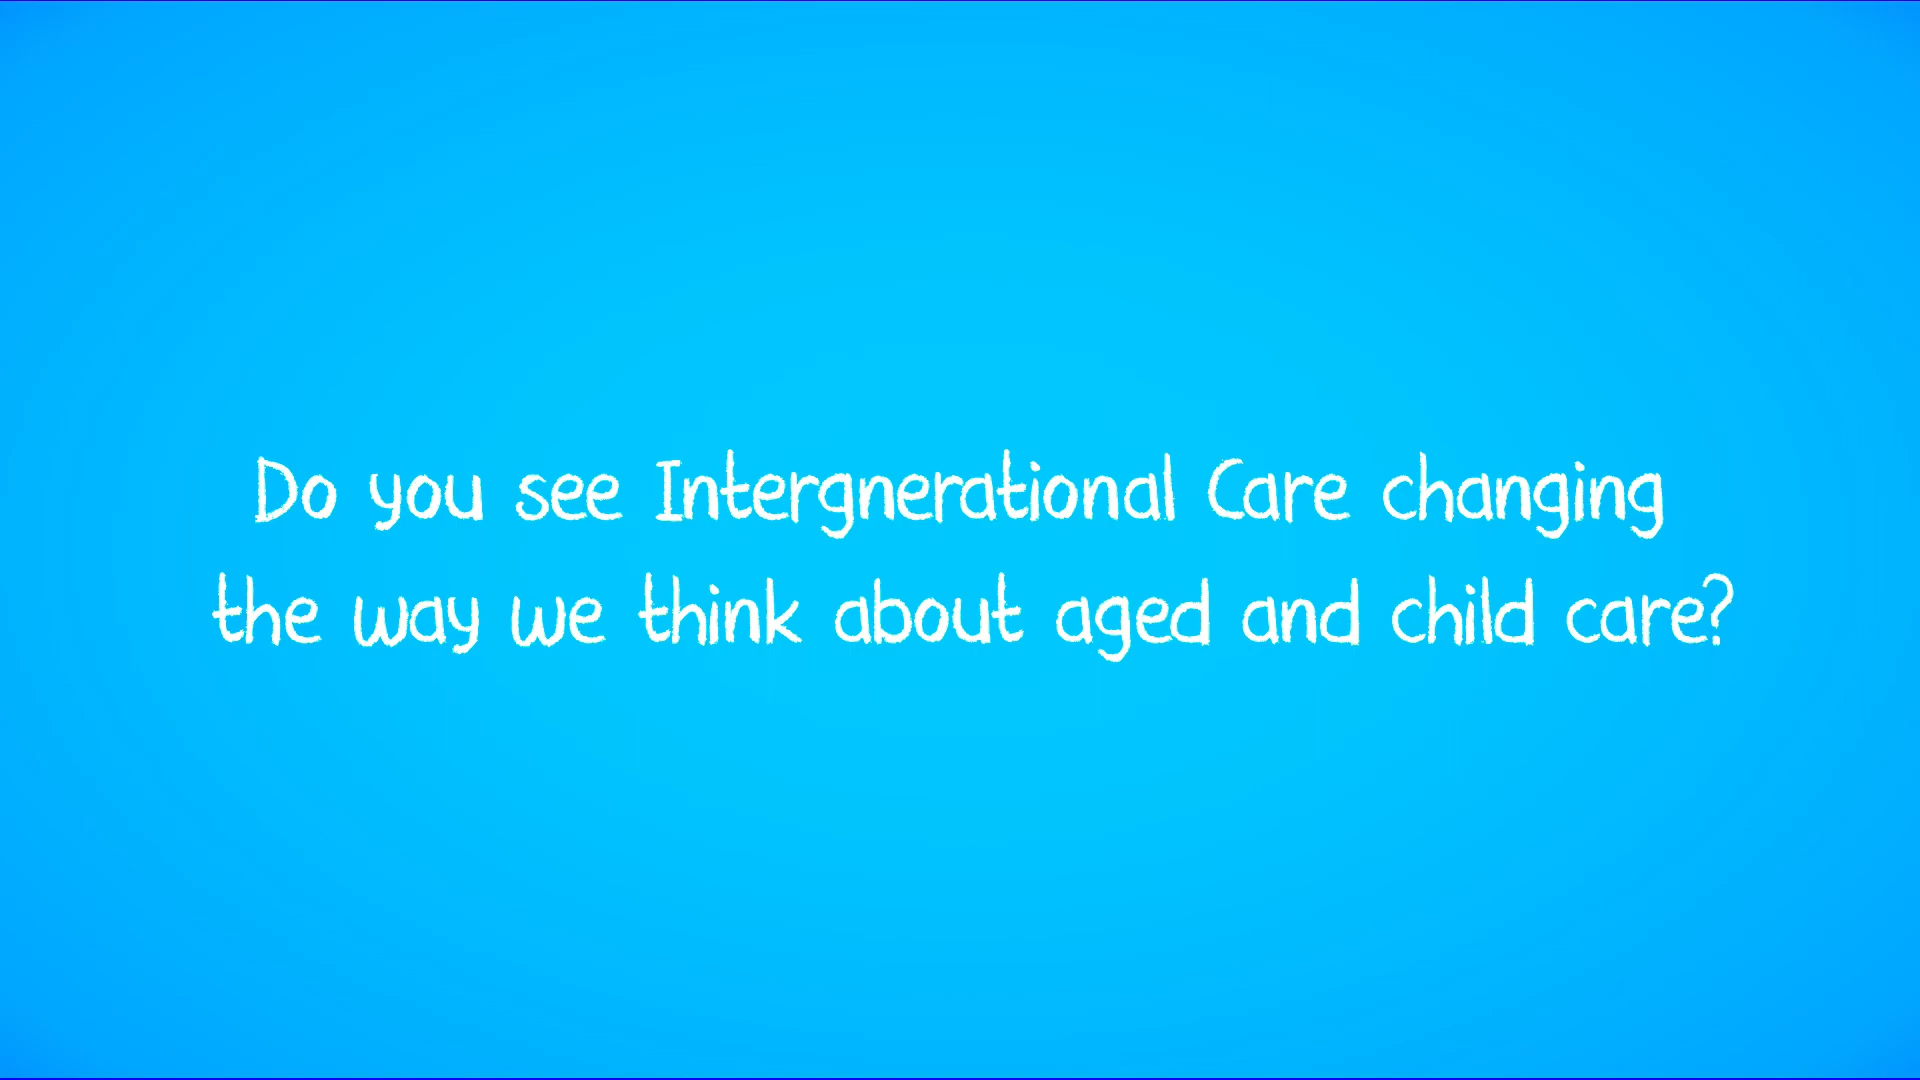 Do you see Intergnerational Care changing
the way we think about aged and child care?